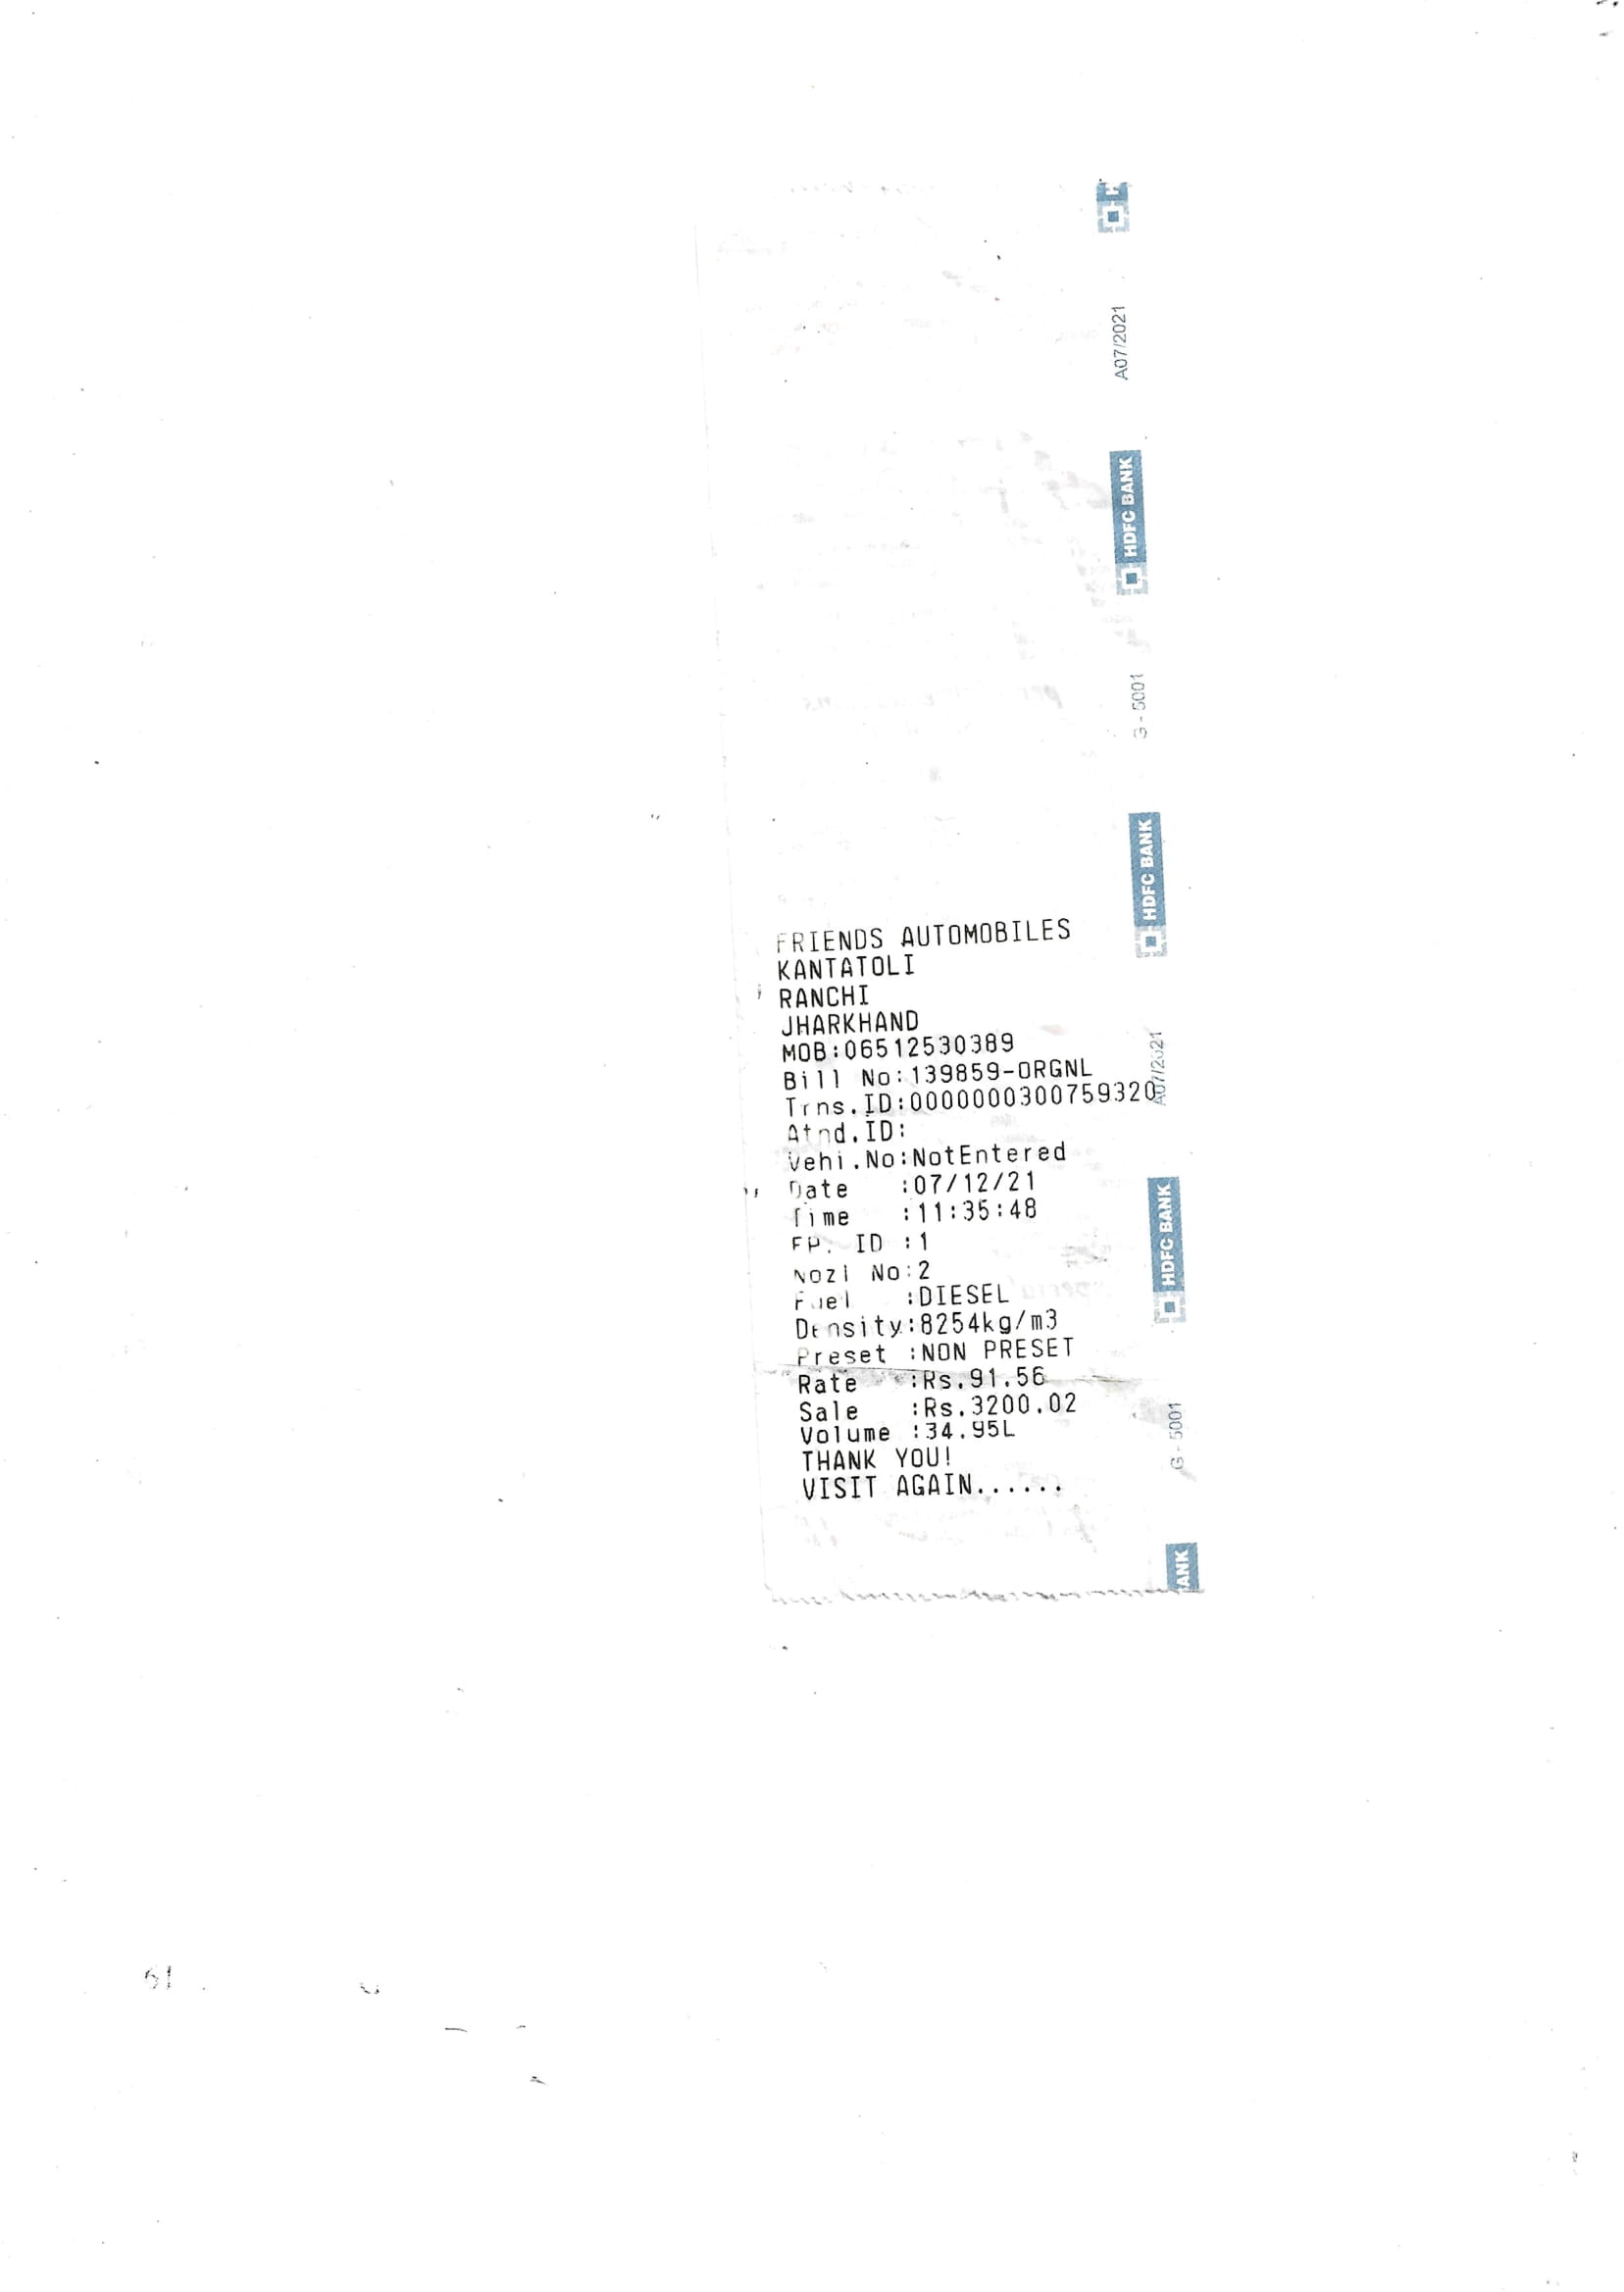 FRIENDS AUTOMOBILES
KANTATOLI
RANCHI
JHARKHAND
MOB:06512530389
Bill No:139859-ORGNL
Trns.ID:0000000300759320
Atnd.ID:
Vehi.No:NotEntered
Date :07/12/21
Time :11:35:48
FP. ID :1
Nozl No:2
Fuel :DIESEL
Density:8254kg/m3
Preset :NON PRESET
Rate :Rs.91.56
Sale :Rs.3200.02
Volume :34.95L
THANK YOU!
VISIT AGAIN......
H
A07/2021
HDFC BANK
G - 5001
HDFC BANK
A07/2021
HDFC BANK
G - 5001
ANK